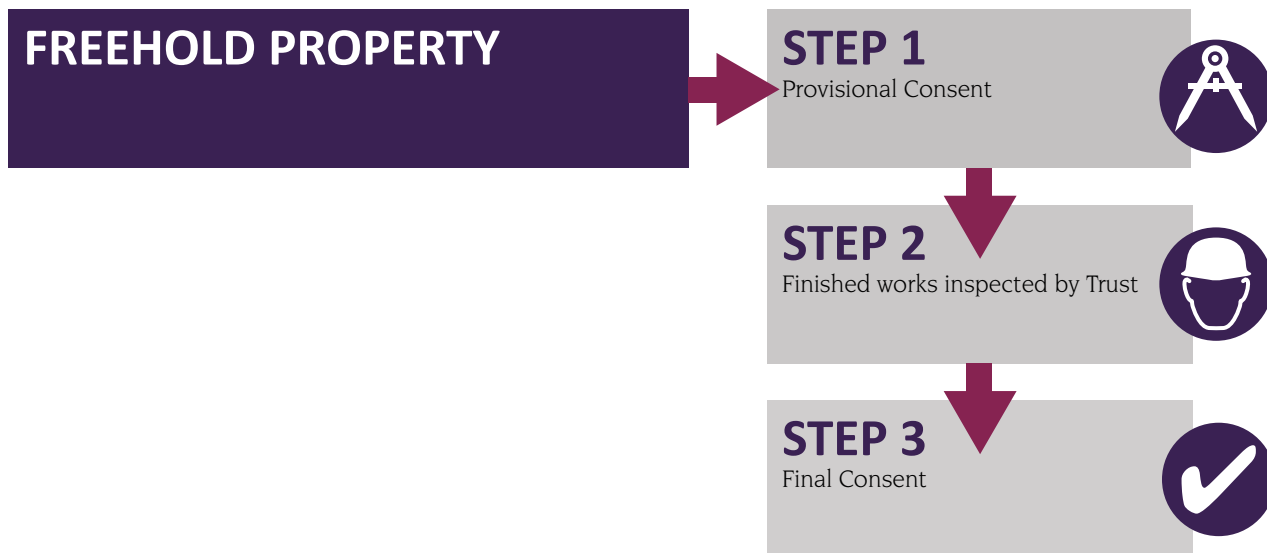 FREEHOLD PROPERTY
STEP 1
Provisional Consent
STEP 2
Finished works inspected by Trust
STEP 3
Final Consent